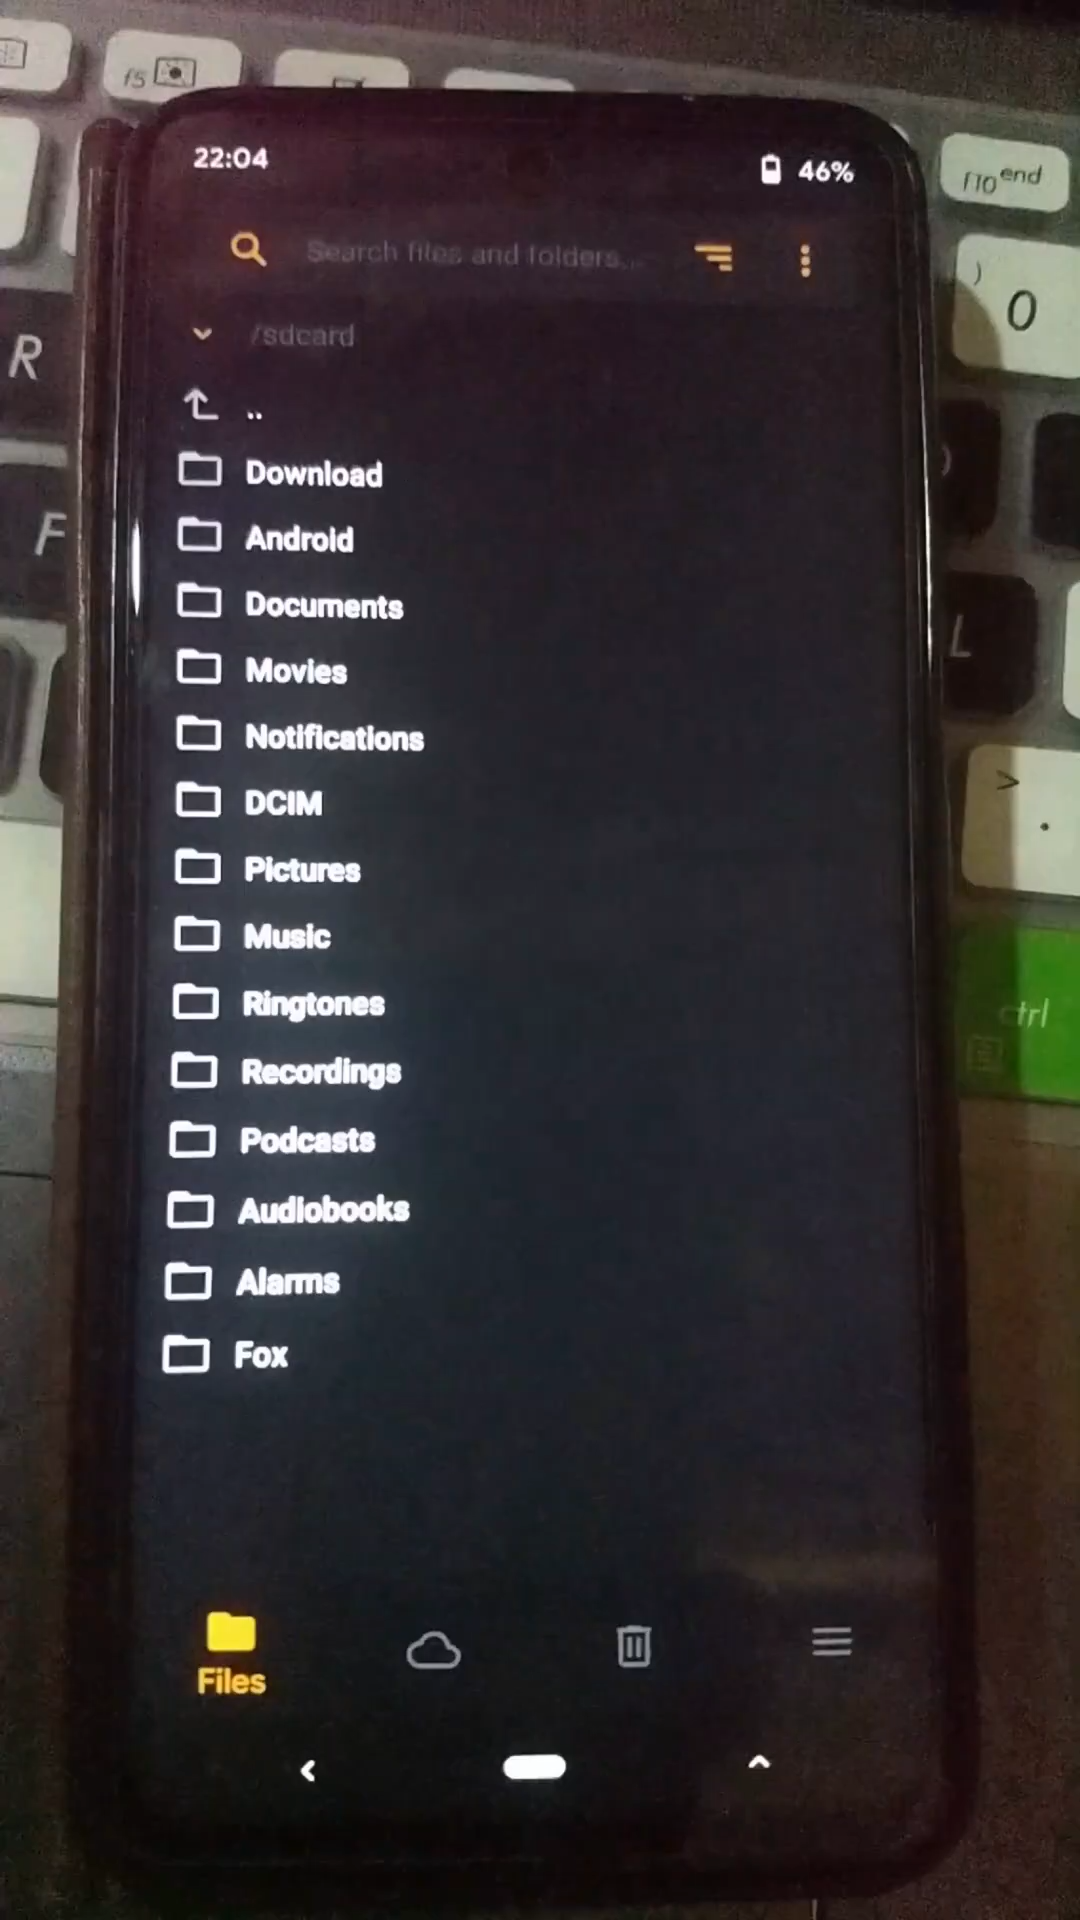 f5
22:04
46%
f10 end
Search files and folders...
)
0
/sdcard
R
..
Download
Android
F
Documents
L
Movies
Notifications
>
.
DCIM
Pictures
Music
Ringtones
ctrl
Recordings
Podcasts
Audiobooks
Alarms
Fox
Files